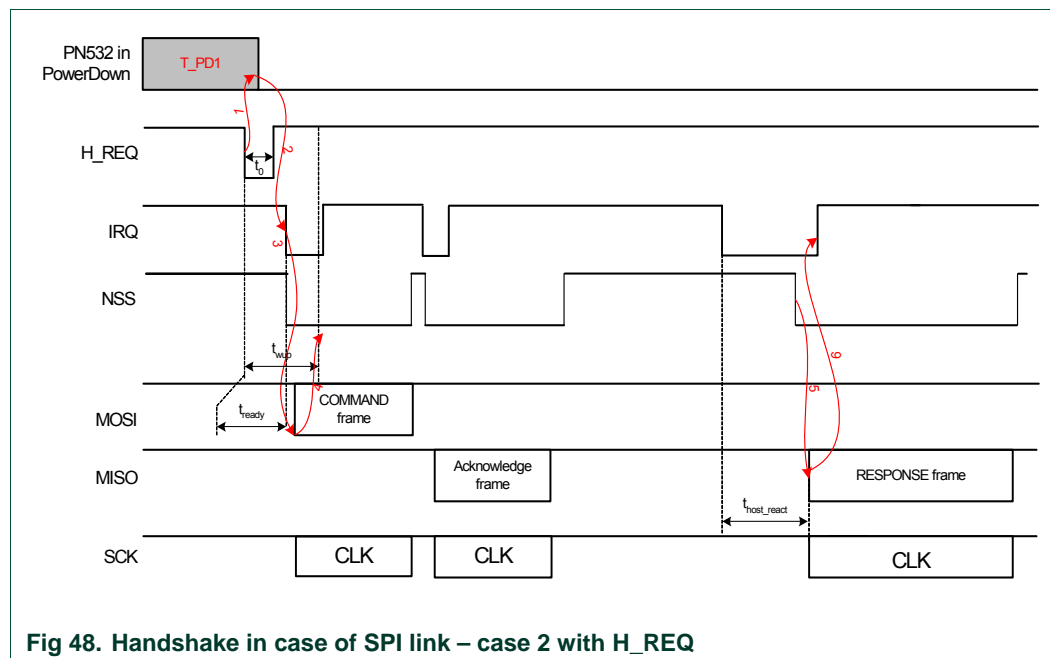 PN532 in
PowerDown
T_PD1
1
H_REQ
t0
2
IRQ
3
NSS
twup
4
5
6
tready
MOSI
COMMAND
frame
MISO
Acknowledge
frame
RESPONSE frame
thost_react
SCK
CLK
CLK
CLK
Fig 48. Handshake in case of SPI link – case 2 with H_REQ